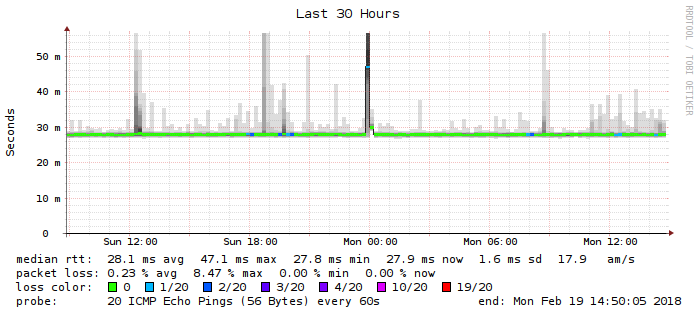 Last 30 Hours
RRDTOOL / TOBI OETIKER
Seconds
50 m
40 m
30 m
20 m
10 m
0
Sun 12:00 Sun 18:00 Mon 00:00 Mon 06:00 Mon 12:00
median rtt: 28.1 ms avg 47.1 ms max 27.8 ms min 27.9 ms now 1.6 ms sd 17.9 am/s
packet loss: 0.23 % avg 8.47 % max 0.00 % min 0.00 % now
loss color: 0 1/20 2/20 3/20 4/20 10/20 19/20
probe: 20 ICMP Echo Pings (56 Bytes) every 60s end: Mon Feb 19 14:50:05 2018